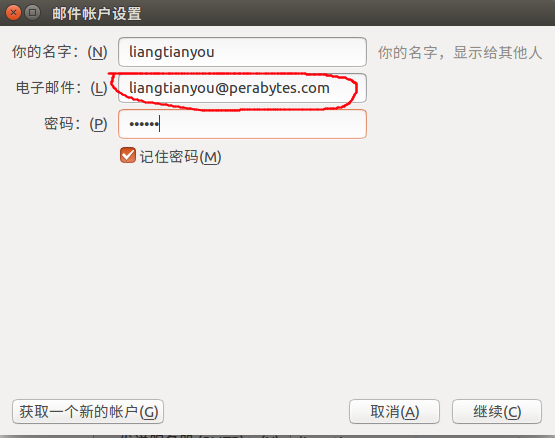 邮件帐户设置
你的名字：(N) liangtianyou 你的名字，显示给其他人
电子邮件：(L) liangtianyou@perabytes.com
密码：(P) ••••••
记住密码(M)
获取一个新的帐户(G) 取消(A) 继续(C)